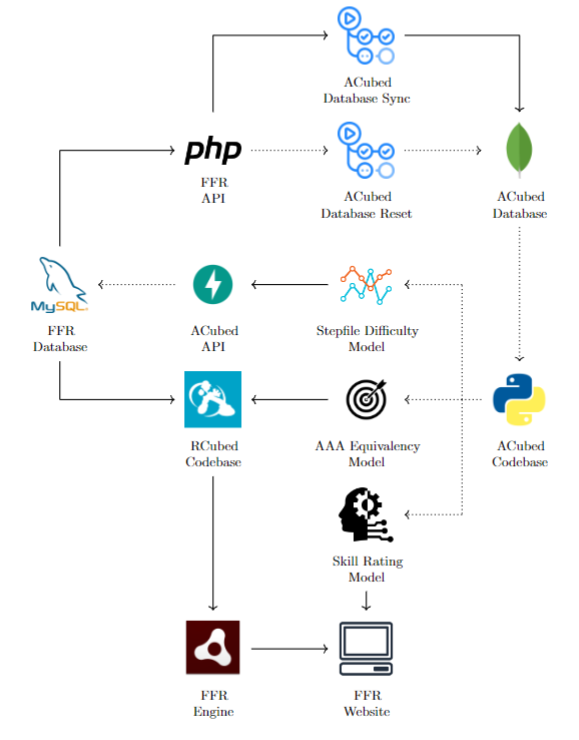 ACubed
Database Sync
php
FFR
API
ACubed
Database Reset
ACubed
Database
MySQL
FFR
Database
ACubed
API
Stepfile Difficulty
Model
RCubed
Codebase
AAA Equivalency
Model
ACubed
Codebase
Skill Rating
Model
FFR
Engine
FFR
Website